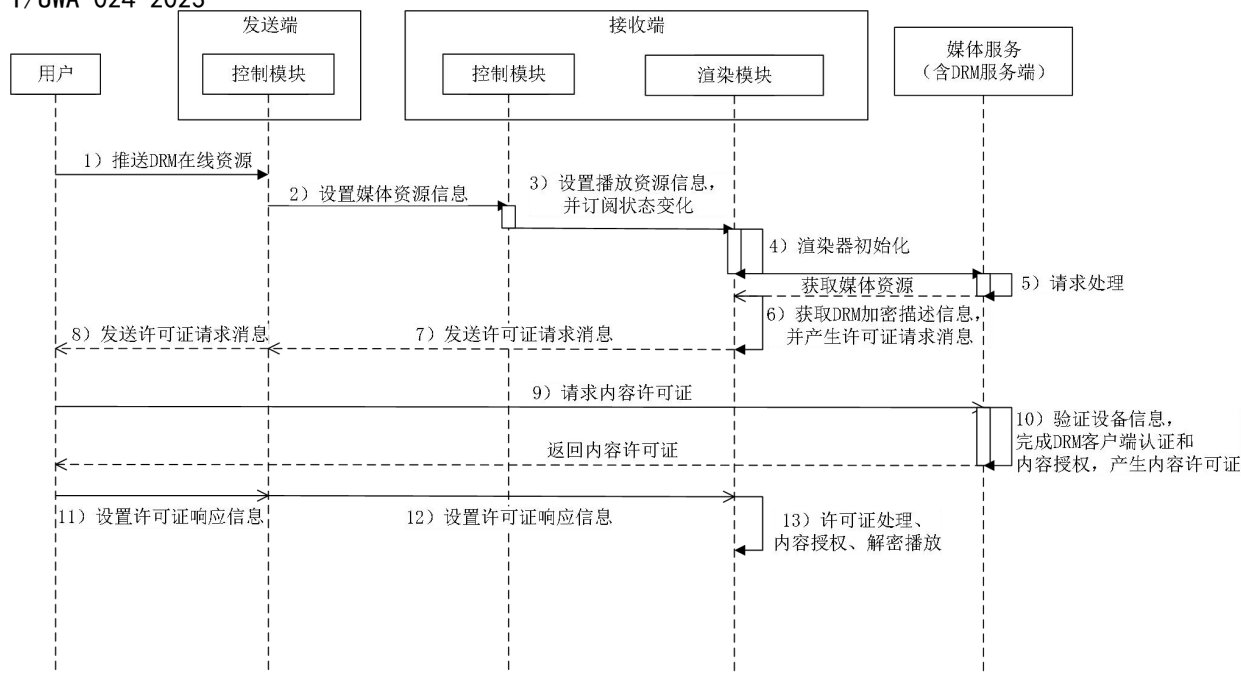 T/UWA 024-2023
发送端
接收端
媒体服务
（含DRM服务端）
用户
控制模块
控制模块
渲染模块
1）推送DRM在线资源
2）设置媒体资源信息
3）设置播放资源信息，
并订阅状态变化
4）渲染器初始化
获取媒体资源
5）请求处理
6）获取DRM加密描述信息，
并产生许可证请求消息
7）发送许可证请求消息
8）发送许可证请求消息
9）请求内容许可证
10）验证设备信息，
完成DRM客户端认证和
内容授权，产生内容许可证
返回内容许可证
11）设置许可证响应信息
12）设置许可证响应信息
13）许可证处理、
内容授权、解密播放